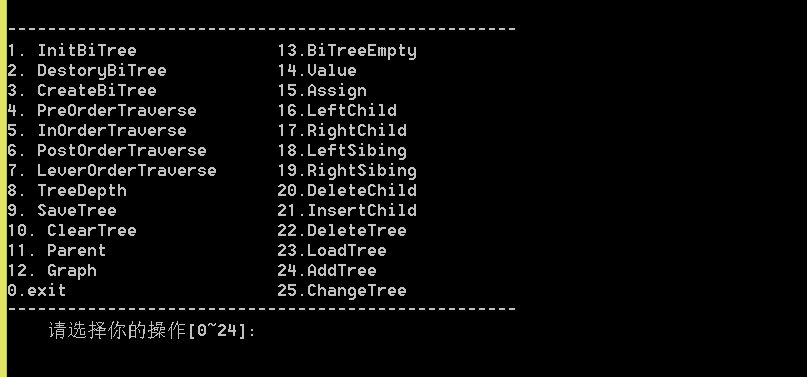 --------------------------------------------------
1. InitBiTree 13.BiTreeEmpty
2. DestoryBiTree 14.Value
3. CreateBiTree 15.Assign
4. PreOrderTraverse 16.LeftChild
5. InOrderTraverse 17.RightChild
6. PostOrderTraverse 18.LeftSibing
7. LeverOrderTraverse 19.RightSibing
8. TreeDepth 20.DeleteChild
9. SaveTree 21.InsertChild
10. ClearTree 22.DeleteTree
11. Parent 23.LoadTree
12. Graph 24.AddTree
0.exit 25.ChangeTree
--------------------------------------------------
请选择你的操作[0~24]: